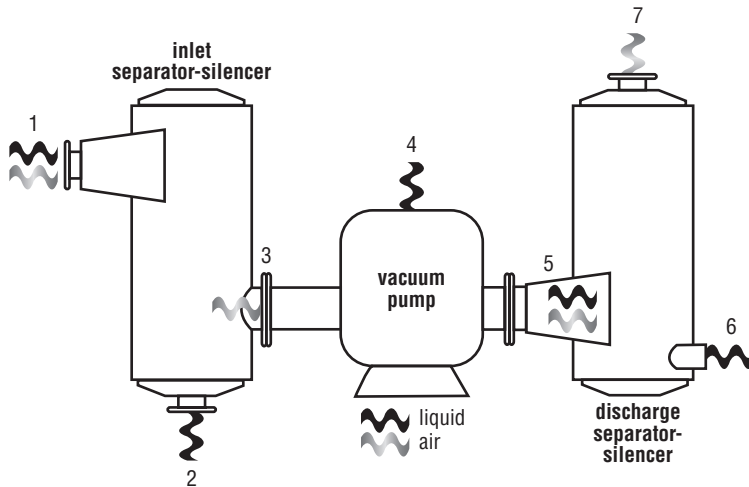 inlet
separator-silencer
1
2
3
4
vacuum
pump
5
6
7
liquid
air
discharge
separator-
silencer